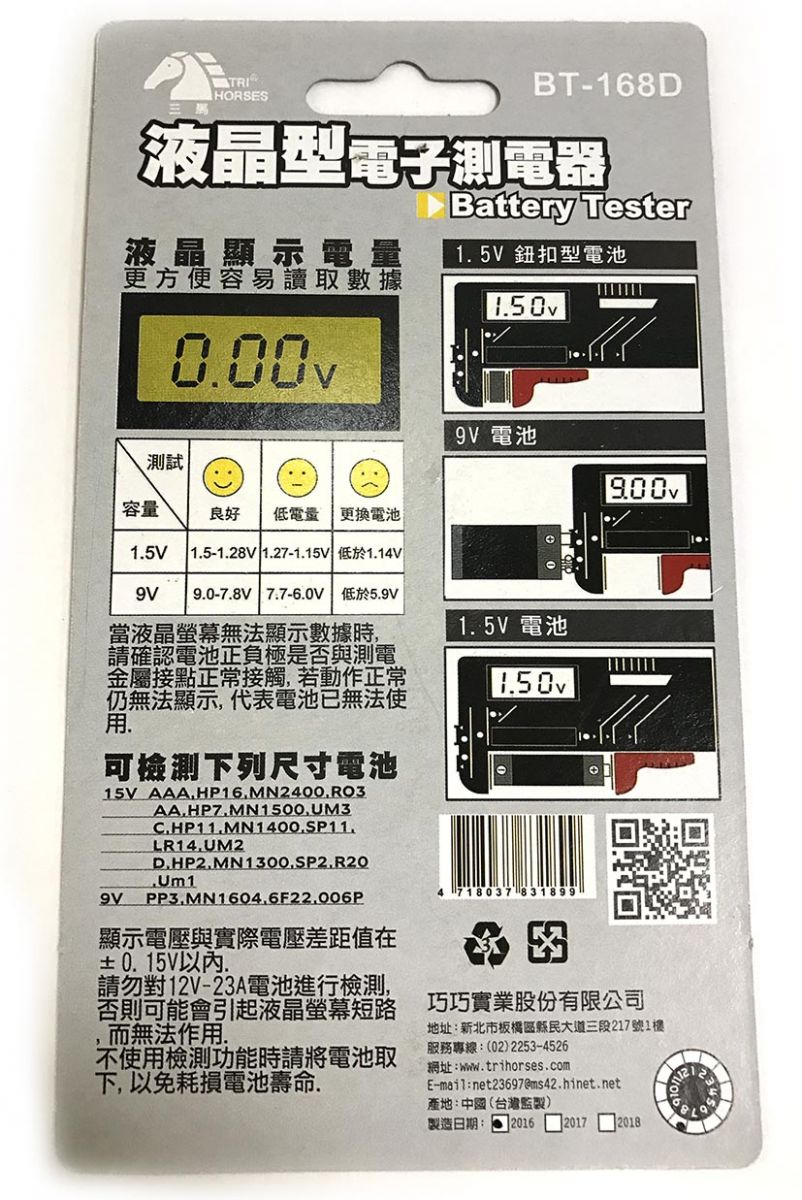 TRI®
HORSES
三馬
BT-168D
液晶型電子測電器
Battery Tester
液晶顯示電量
更方便容易讀取數據
0.00v
測試
容量
良好 低電量 更換電池
1.5V 1.5-1.28V 1.27-1.15V 低於1.14V
9V 9.0-7.8V 7.7-6.0V 低於5.9V
當液晶螢幕無法顯示數據時,
請確認電池正負極是否與測電
金屬接點正常接觸,若動作正常
仍無法顯示,代表電池已無法使
用.
可檢測下列尺寸電池
15V AAA,HP16,MN2400,RO3
AA,HP7,MN1500,UM3
C,HP11,MN1400,SP11,
LR14,UM2
D,HP2,MN1300,SP2,R20
,Um1
9V PP3,MN1604,6F22,006P
顯示電壓與實際電壓差距值在
±0.15V以內.
請勿對12V-23A電池進行檢測,
否則可能會引起液晶螢幕短路
,而無法作用.
不使用檢測功能時請將電池取
下,以免耗損電池壽命.
1.5V 鈕扣型電池
1.50v
9V 電池
9.00v
1.5V 電池
1.50v
4 718037 831899
巧巧實業股份有限公司
地址:新北市板橋區縣民大道三段217號1樓
服務專線:(02)2253-4526
網址:www.trihorses.com
E-mail:net23697@ms42.hinet.net
產地:中國(台灣監製)
製造日期: 2016 2017 2018
1 2 3 4 5 6 7 8 9 10 11 12